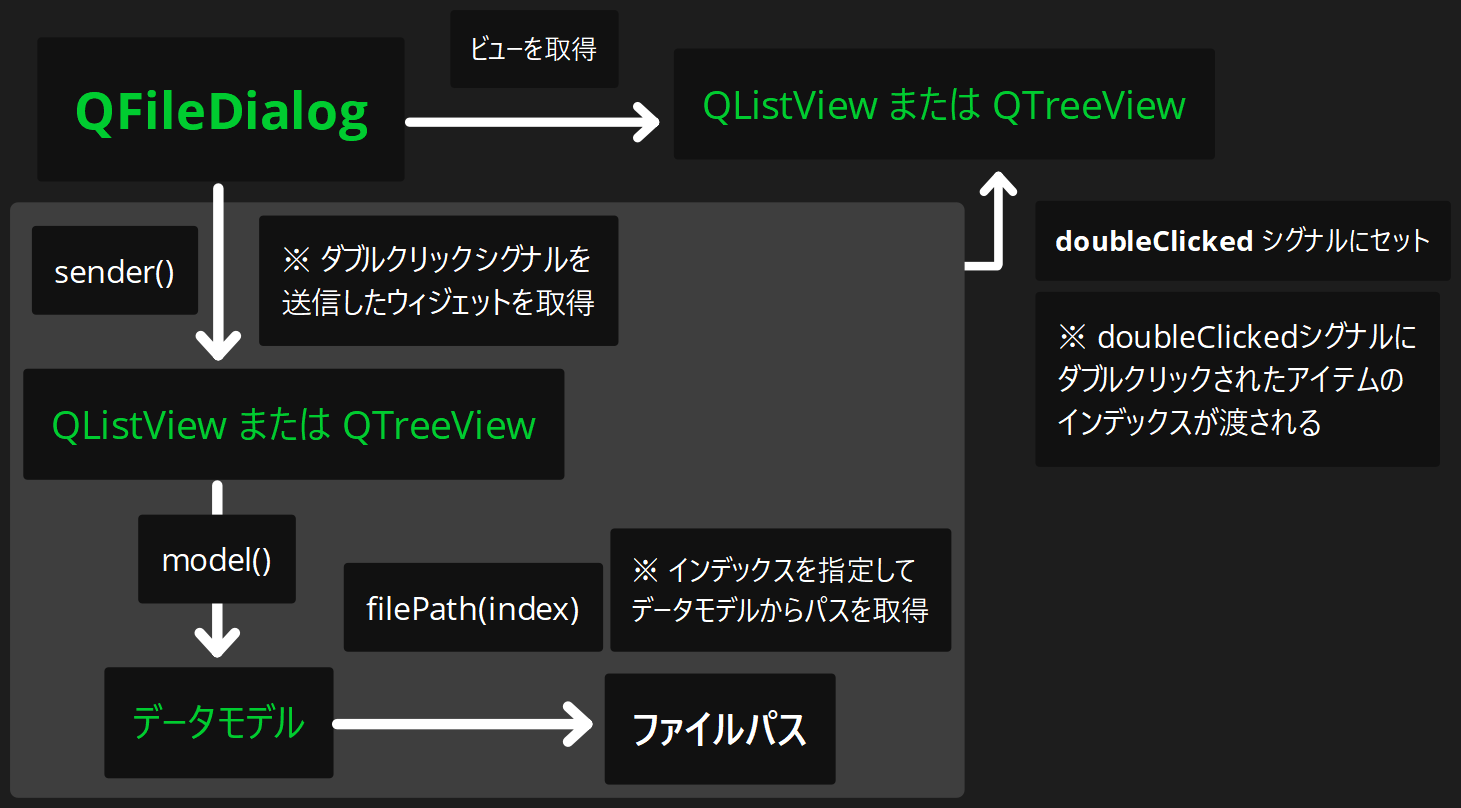 ビューを取得
QFileDialog
QListView または QTreeView
sender()
※ ダブルクリックシグナルを
送信したウィジェットを取得
doubleClicked シグナルにセット
※ doubleClickedシグナルに
ダブルクリックされたアイテムの
インデックスが渡される
QListView または QTreeView
model()
filePath(index)
※ インデックスを指定して
データモデルからパスを取得
データモデル
ファイルパス